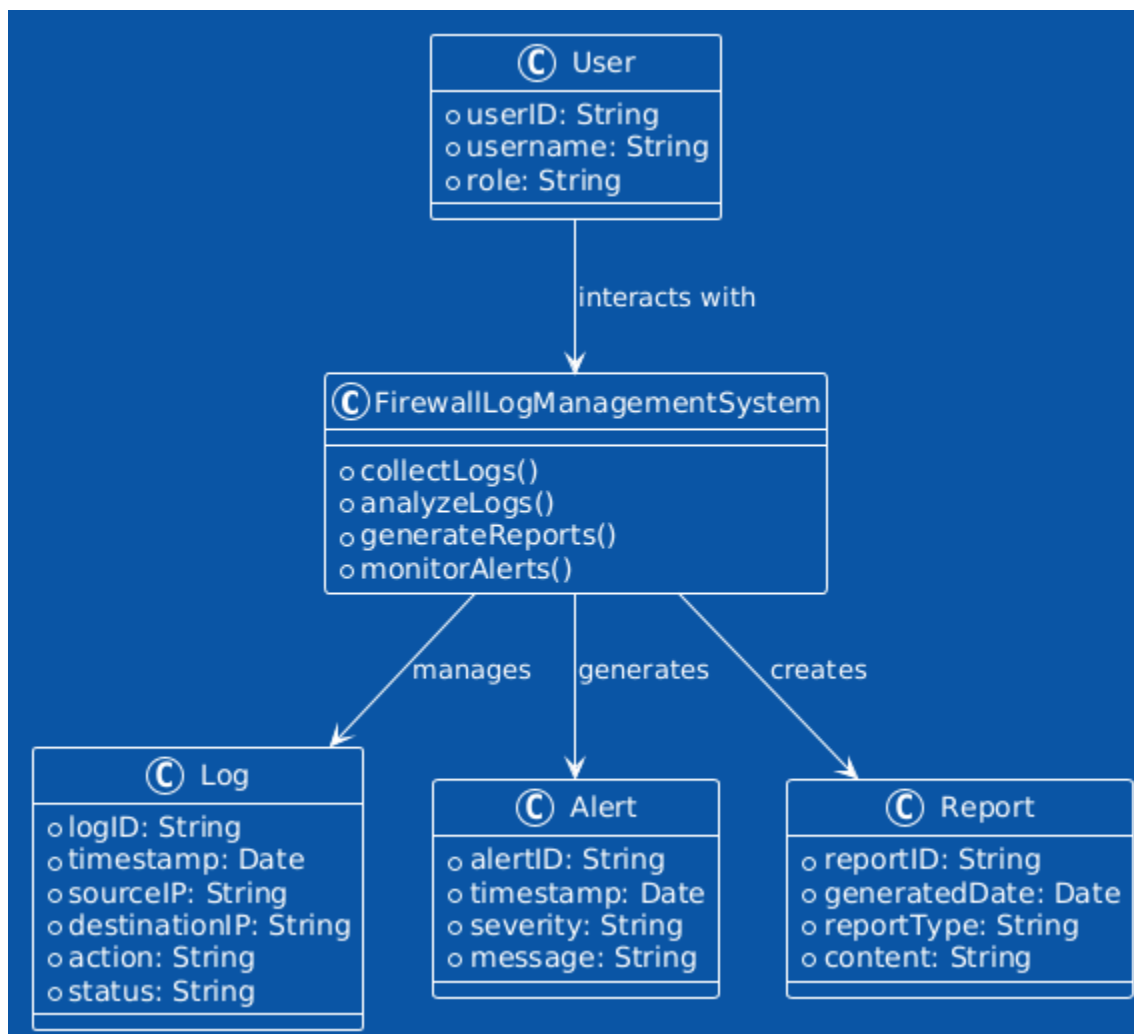 C User
userID: String
username: String
role: String
interacts with
C FirewallLogManagementSystem
collectLogs()
analyzeLogs()
generateReports()
monitorAlerts()
manages
generates
creates
C Log
logID: String
timestamp: Date
sourceIP: String
destinationIP: String
action: String
status: String
C Alert
alertID: String
timestamp: Date
severity: String
message: String
C Report
reportID: String
generatedDate: Date
reportType: String
content: String